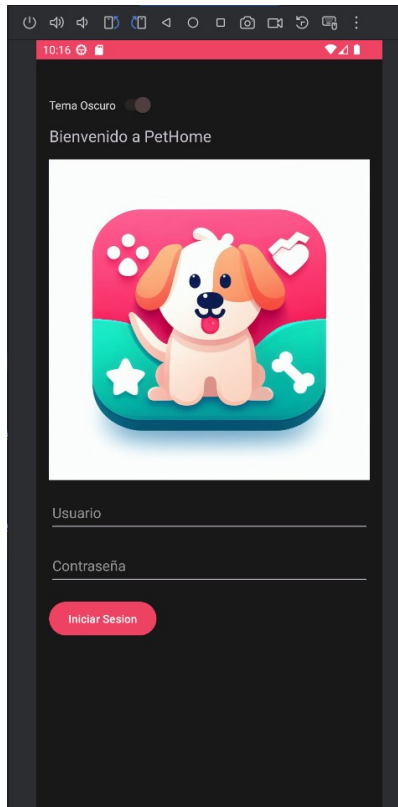 10:16
Tema Oscuro
Bienvenido a PetHome
Usuario
Contraseña
Iniciar Sesion